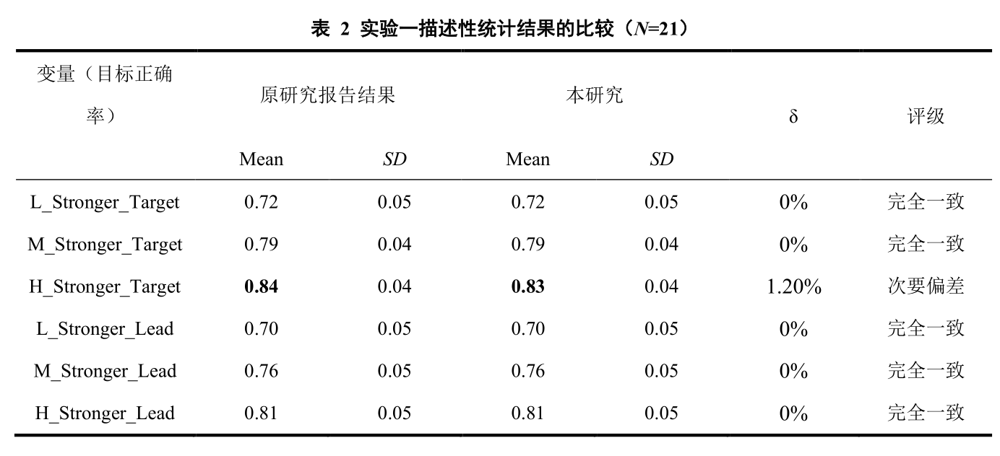 表 2 实验一描述性统计结果的比较（N=21）
变量（目标正确率） 原研究报告结果 本研究 δ 评级
Mean SD Mean SD
L_Stronger_Target 0.72 0.05 0.72 0.05 0% 完全一致
M_Stronger_Target 0.79 0.04 0.79 0.04 0% 完全一致
H_Stronger_Target 0.84 0.04 0.83 0.04 1.20% 次要偏差
L_Stronger_Lead 0.70 0.05 0.70 0.05 0% 完全一致
M_Stronger_Lead 0.76 0.05 0.76 0.05 0% 完全一致
H_Stronger_Lead 0.81 0.05 0.81 0.05 0% 完全一致